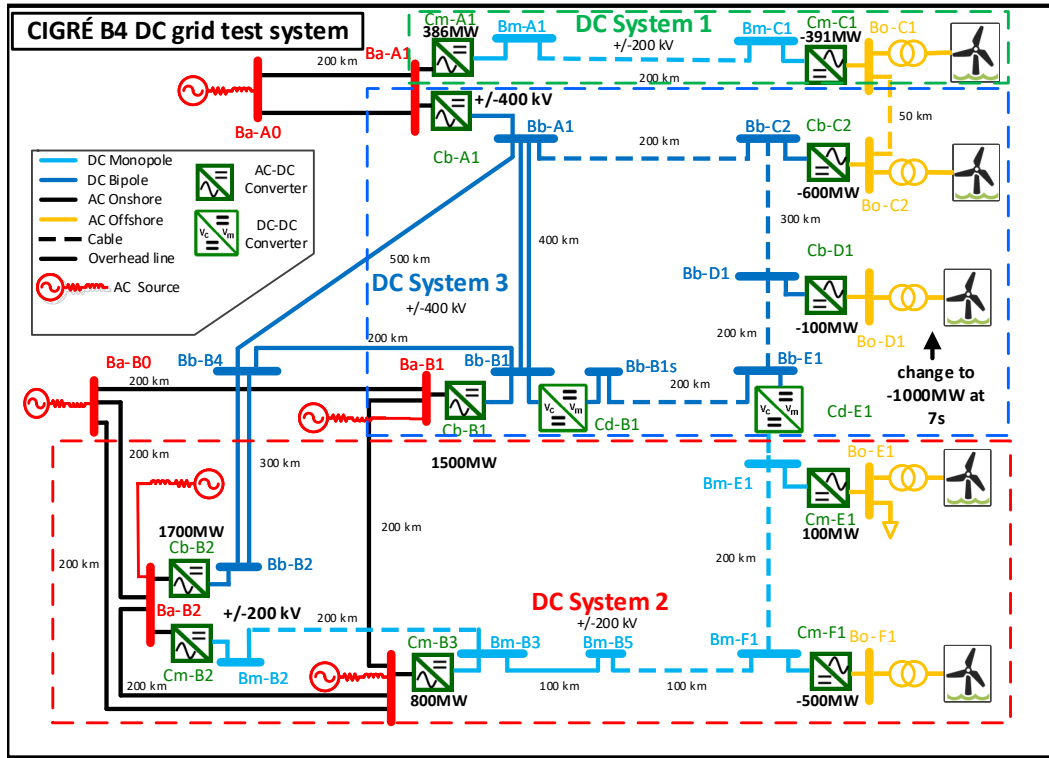 CIGRÉ B4 DC grid test system
Cm-A1
386MW
Bm-A1
DC System 1
+/-200 kV
Bm-C1
Cm-C1
-391MW
Bo-C1
200 km
Ba-A1
200 km
+/-400 kV
Ba-A0
Cb-A1
Bb-A1
200 km
Bb-C2
Cb-C2
-600MW
50 km
Bo-C2
DC Monopole
DC Bipole
AC Onshore
AC Offshore
Cable
Overhead line
AC Source
AC-DC
Converter
DC-DC
Converter
Vc
Vm
500 km
400 km
300 km
DC System 3
+/-400 kV
Bb-D1
Cb-D1
-100MW
Bo-D1
change to
-1000MW at
7s
200 km
200 km
Ba-B0
200 km
Bb-B4
Ba-B1
Bb-B1
Bb-B1s
200 km
Bb-E1
Cb-B1
1500MW
Vc
Vm
Cd-B1
Vc
Vm
Cd-E1
200 km
300 km
Bm-E1
Bo-E1
Cm-E1
100MW
1700MW
Cb-B2
Bb-B2
200 km
200 km
200 km
Ba-B2
+/-200 kV
DC System 2
+/-200 kV
200 km
Cm-B2
Bm-B2
200 km
Cm-B3
800MW
Bm-B3
100 km
Bm-B5
100 km
Bm-F1
Cm-F1
-500MW
Bo-F1